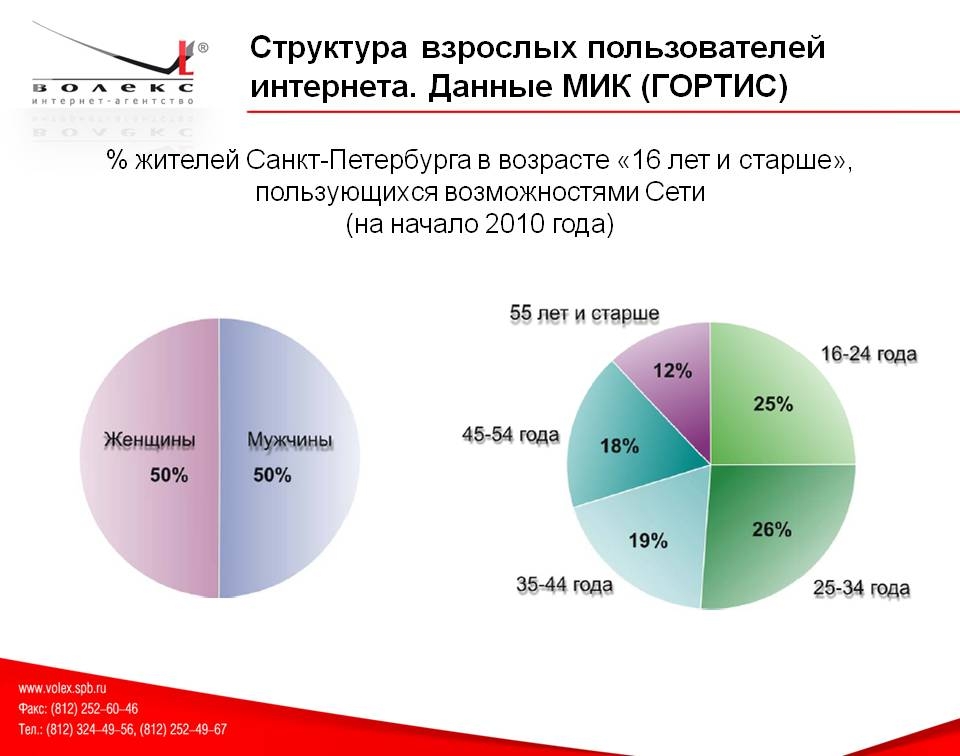 ВОЛЕКС®
интернет-агентство
Структура взрослых пользователей
интернета. Данные МИК (ГОРТИС)
% жителей Санкт-Петербурга в возрасте «16 лет и старше»,
пользующихся возможностями Сети
(на начало 2010 года)
Женщины
50%
Мужчины
50%
55 лет и старше
12%
16-24 года
25%
45-54 года
18%
35-44 года
19%
25-34 года
26%
www.volex.spb.ru
Факс: (812) 252–60–46
Тел.: (812) 324–49–56, (812) 252–49–67